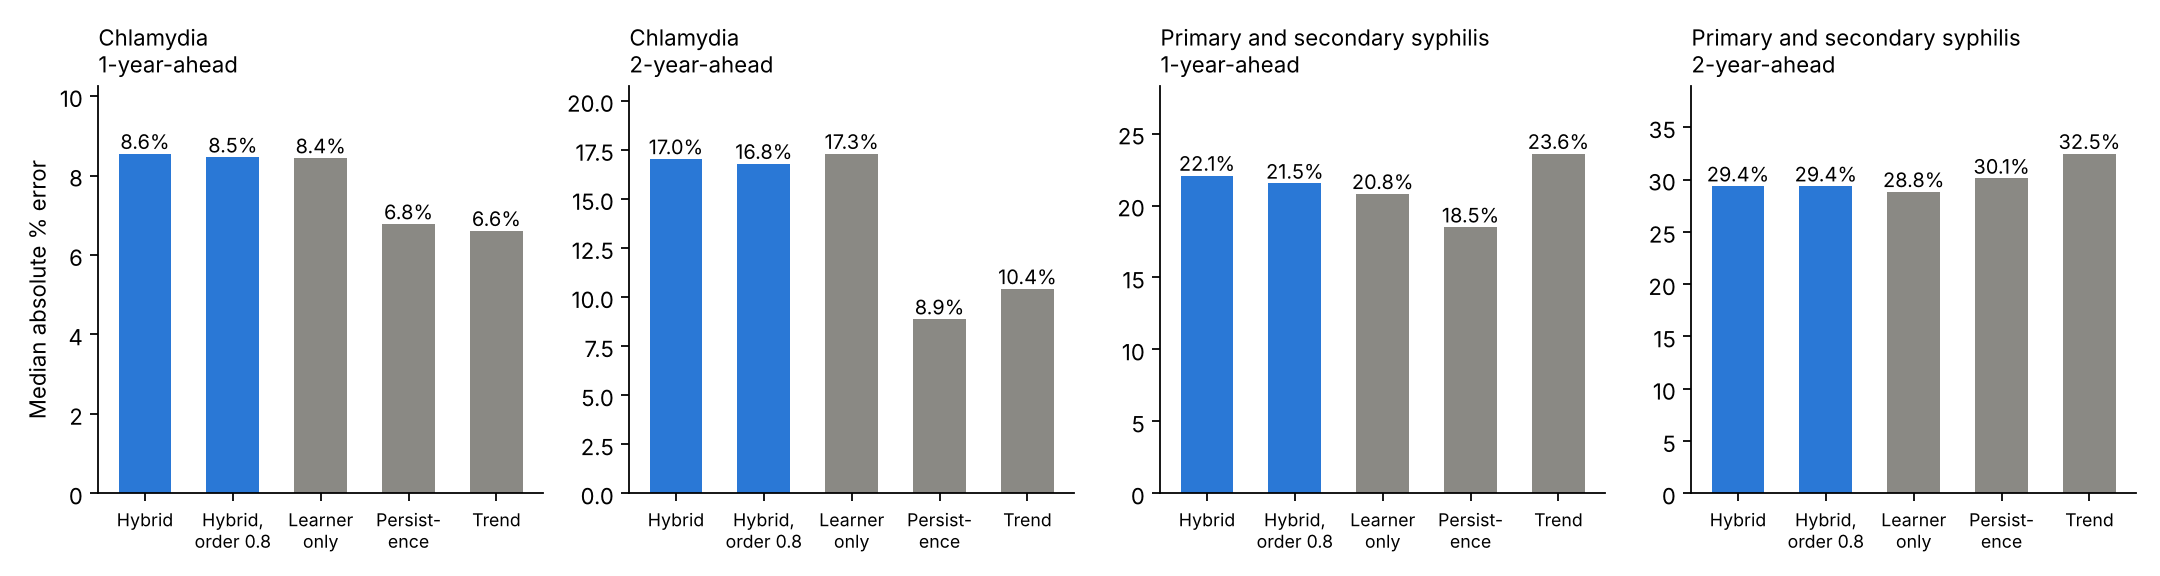 Chlamydia
1-year-ahead
Median absolute % error
10
8
6
4
2
0
8.6%
8.5%
8.4%
6.8%
6.6%
Hybrid
Hybrid,
order 0.8
Learner
only
Persist-
ence
Trend
Chlamydia
2-year-ahead
20.0
17.5
15.0
12.5
10.0
7.5
5.0
2.5
0.0
17.0%
16.8%
17.3%
8.9%
10.4%
Hybrid
Hybrid,
order 0.8
Learner
only
Persist-
ence
Trend
Primary and secondary syphilis
1-year-ahead
25
20
15
10
5
0
22.1%
21.5%
20.8%
18.5%
23.6%
Hybrid
Hybrid,
order 0.8
Learner
only
Persist-
ence
Trend
Primary and secondary syphilis
2-year-ahead
35
30
25
20
15
10
5
0
29.4%
29.4%
28.8%
30.1%
32.5%
Hybrid
Hybrid,
order 0.8
Learner
only
Persist-
ence
Trend